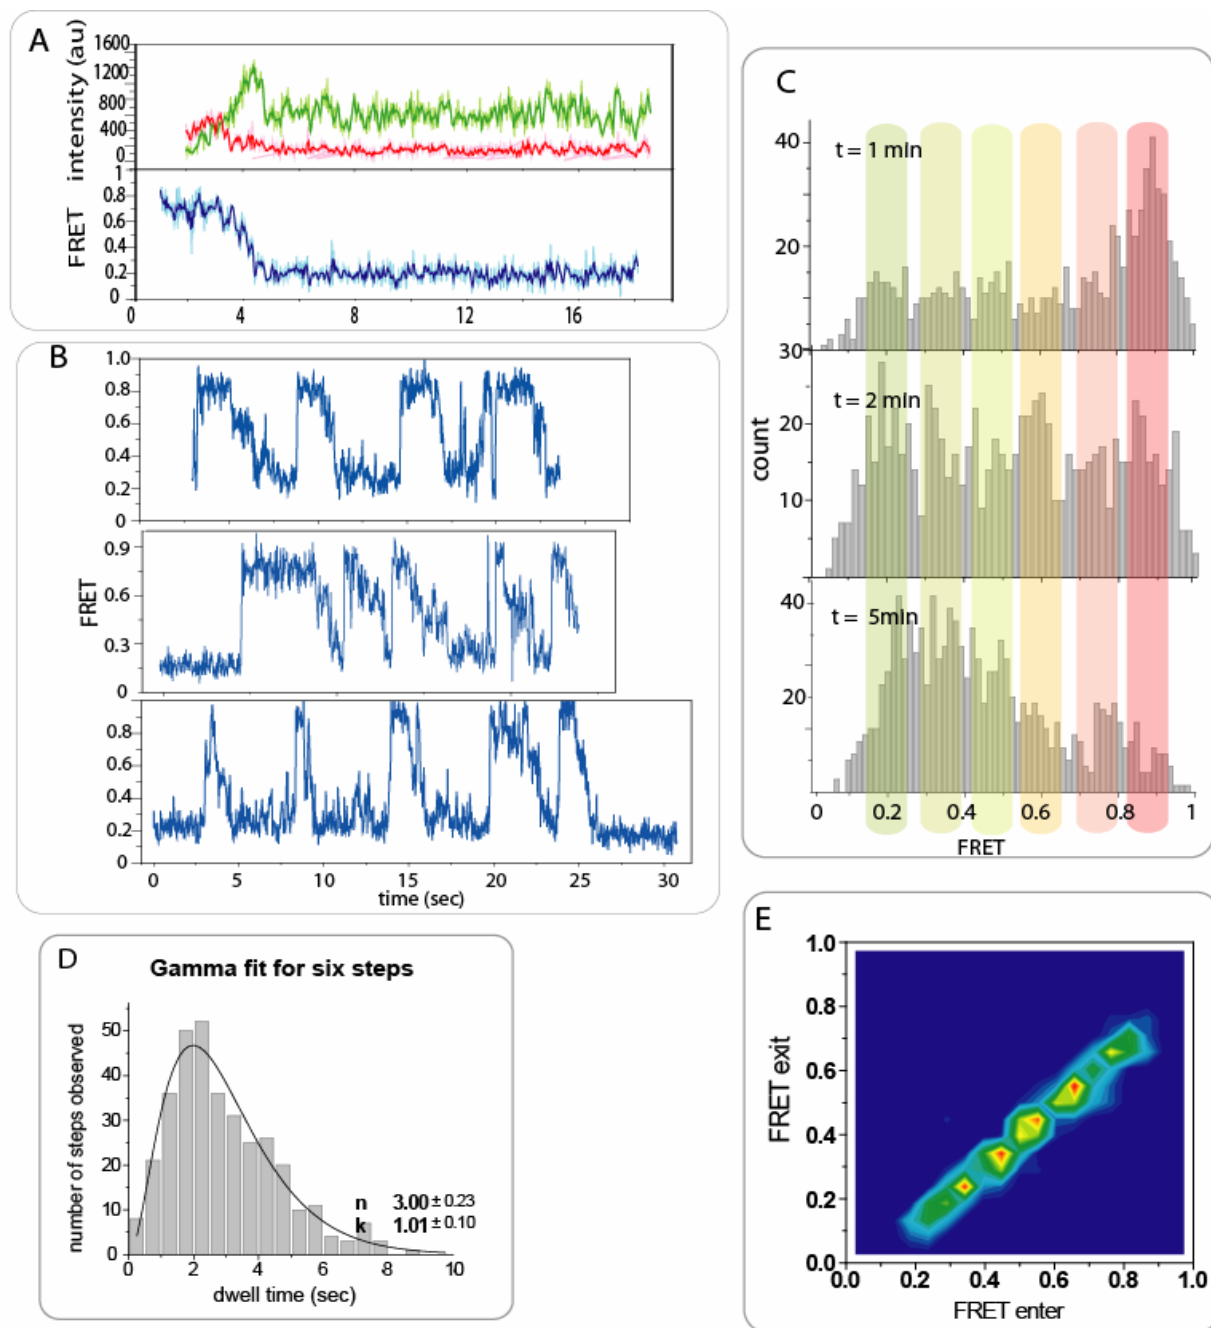 A
intensity (au)
1600
1200
800
400
0
FRET
1
0.8
0.6
0.4
0.2
0
0 4 8 12 16
B
FRET
1.0
0.8
0.6
0.4
0.2
0
0.9
0.6
0.3
0
0.8
0.6
0.4
0.2
0
0 5 10 15 20 25 30
time (sec)
C
count
t = 1 min
40
20
30
t = 2 min
20
10
t = 5min
40
20
0 0.2 0.4 0.6 0.8 1
FRET
D
Gamma fit for six steps
number of steps observed
50
40
30
20
10
0
n 3.00 ± 0.23
k 1.01 ± 0.10
0 2 4 6 8 10
dwell time (sec)
E
FRET exit
1.0
0.8
0.6
0.4
0.2
0.0
0.0 0.2 0.4 0.6 0.8 1.0
FRET enter